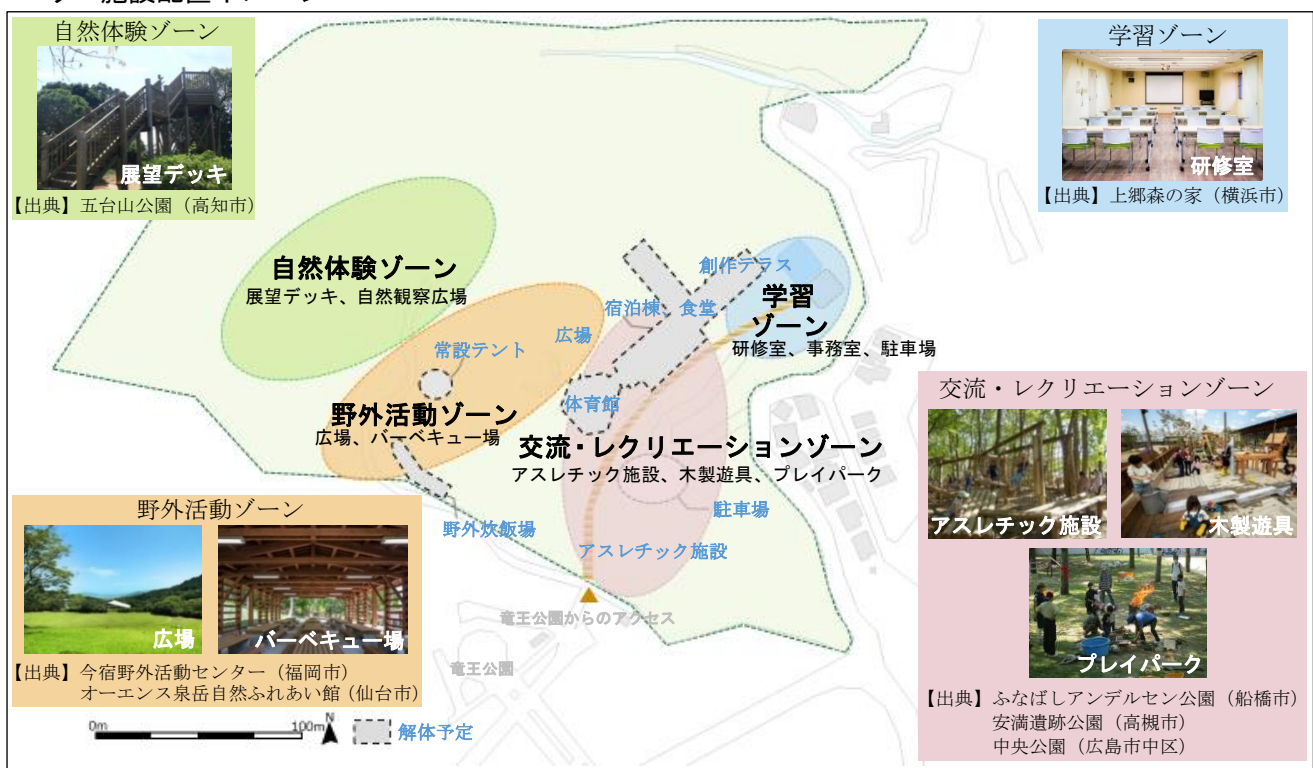 施設配置イメージ
自然体験ゾーン
展望デッキ
【出典】五台山公園（高知市）
学習ゾーン
研修室
【出典】上郷森の家（横浜市）
自然体験ゾーン
展望デッキ、自然観察広場
創作テラス
宿泊棟、食堂
学習
ゾーン
研修室、事務室、駐車場
広場
常設テント
体育館
野外活動ゾーン
広場、バーベキュー場
交流・レクリエーションゾーン
アスレチック施設、木製遊具、プレイパーク
駐車場
野外炊飯場
アスレチック施設
竜王公園からのアクセス
竜王公園
交流・レクリエーションゾーン
アスレチック施設
木製遊具
プレイパーク
【出典】ふなばしアンデルセン公園（船橋市）
安満遺跡公園（高槻市）
中央公園（広島市中区）
野外活動ゾーン
広場
バーベキュー場
【出典】今宿野外活動センター（福岡市）
オーエンス泉岳自然ふれあい館（仙台市）
0m
100m
N
解体予定